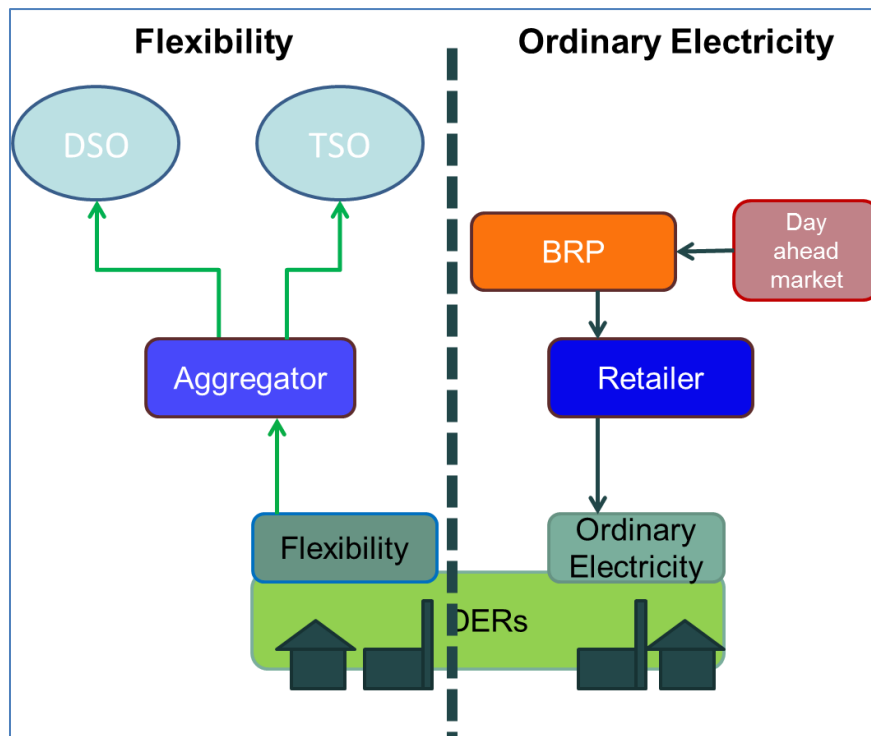 Flexibility
Ordinary Electricity
DSO
TSO
BRP
Day
ahead
market
Aggregator
Retailer
Flexibility
Ordinary
Electricity
DERs